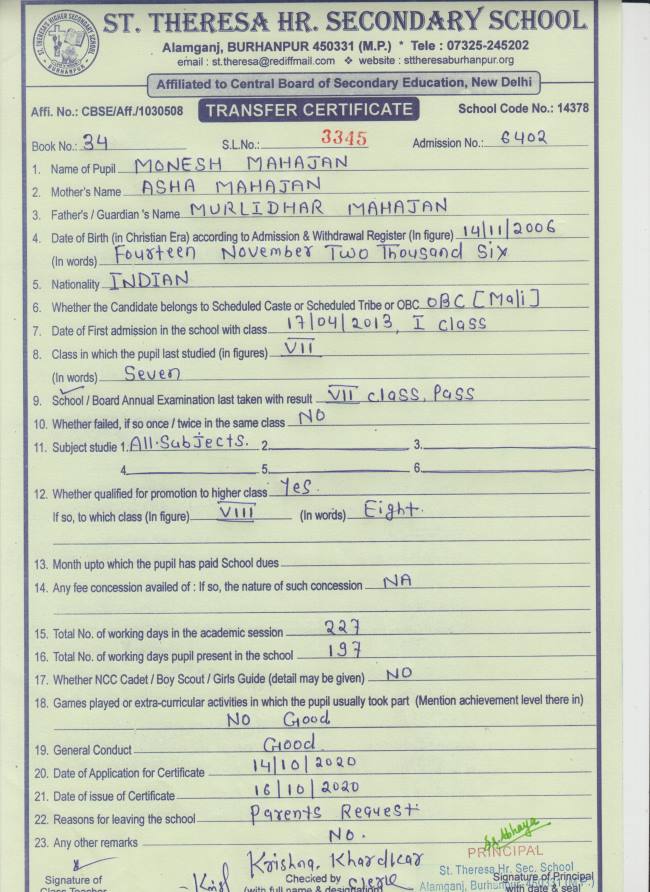 ST. THERESA HR. SECONDARY SCHOOL
Alamganj, BURHANPUR 450331 (M.P.) * Tele : 07325-245202
email : st.theresa@rediffmail.com ❖ website : sttheresaburhanpur.org
Affiliated to Central Board of Secondary Education, New Delhi
Affi. No.: CBSE/Aff./1030508 TRANSFER CERTIFICATE School Code No.: 14378
Book No.: 34 S.L.No.: 3345 Admission No.: 6402
1. Name of Pupil MONESH MAHAJAN
2. Mother's Name ASHA MAHAJAN
3. Father's / Guardian 's Name MURLIDHAR MAHAJAN
4. Date of Birth (in Christian Era) according to Admission & Withdrawal Register (In figure) 14/11/2006
(In words) Fourteen November Two Thousand Six
5. Nationality INDIAN
6. Whether the Candidate belongs to Scheduled Caste or Scheduled Tribe or OBC OBC [Mali]
7. Date of First admission in the school with class 17/04/2013, I class
8. Class in which the pupil last studied (in figures) VII
(In words) Seven
9. School / Board Annual Examination last taken with result VII class, Pass
10. Whether failed, if so once / twice in the same class NO
11. Subject studie 1. All Subjects. 2. 3.
4. 5. 6.
12. Whether qualified for promotion to higher class Yes.
If so, to which class (In figure) VIII (In words) Eight.
13. Month upto which the pupil has paid School dues
14. Any fee concession availed of : If so, the nature of such concession NA
15. Total No. of working days in the academic session 227
16. Total No. of working days pupil present in the school 197
17. Whether NCC Cadet / Boy Scout / Girls Guide (detail may be given) NO
18. Games played or extra-curricular activities in which the pupil usually took part (Mention achievement level there in)
NO Good
19. General Conduct Good
20. Date of Application for Certificate 14/10/2020
21. Date of issue of Certificate 16/10/2020
22. Reasons for leaving the school Parents Request
23. Any other remarks NO.
PRINCIPAL
Krishna Khardkar
St. Theresa Hr. Sec. School
Signature of Checked by Signature of Principal
Class Teacher (with full name & designation) Clerk Alamganj, Burhanpur-450331 (M.P.) with date & seal